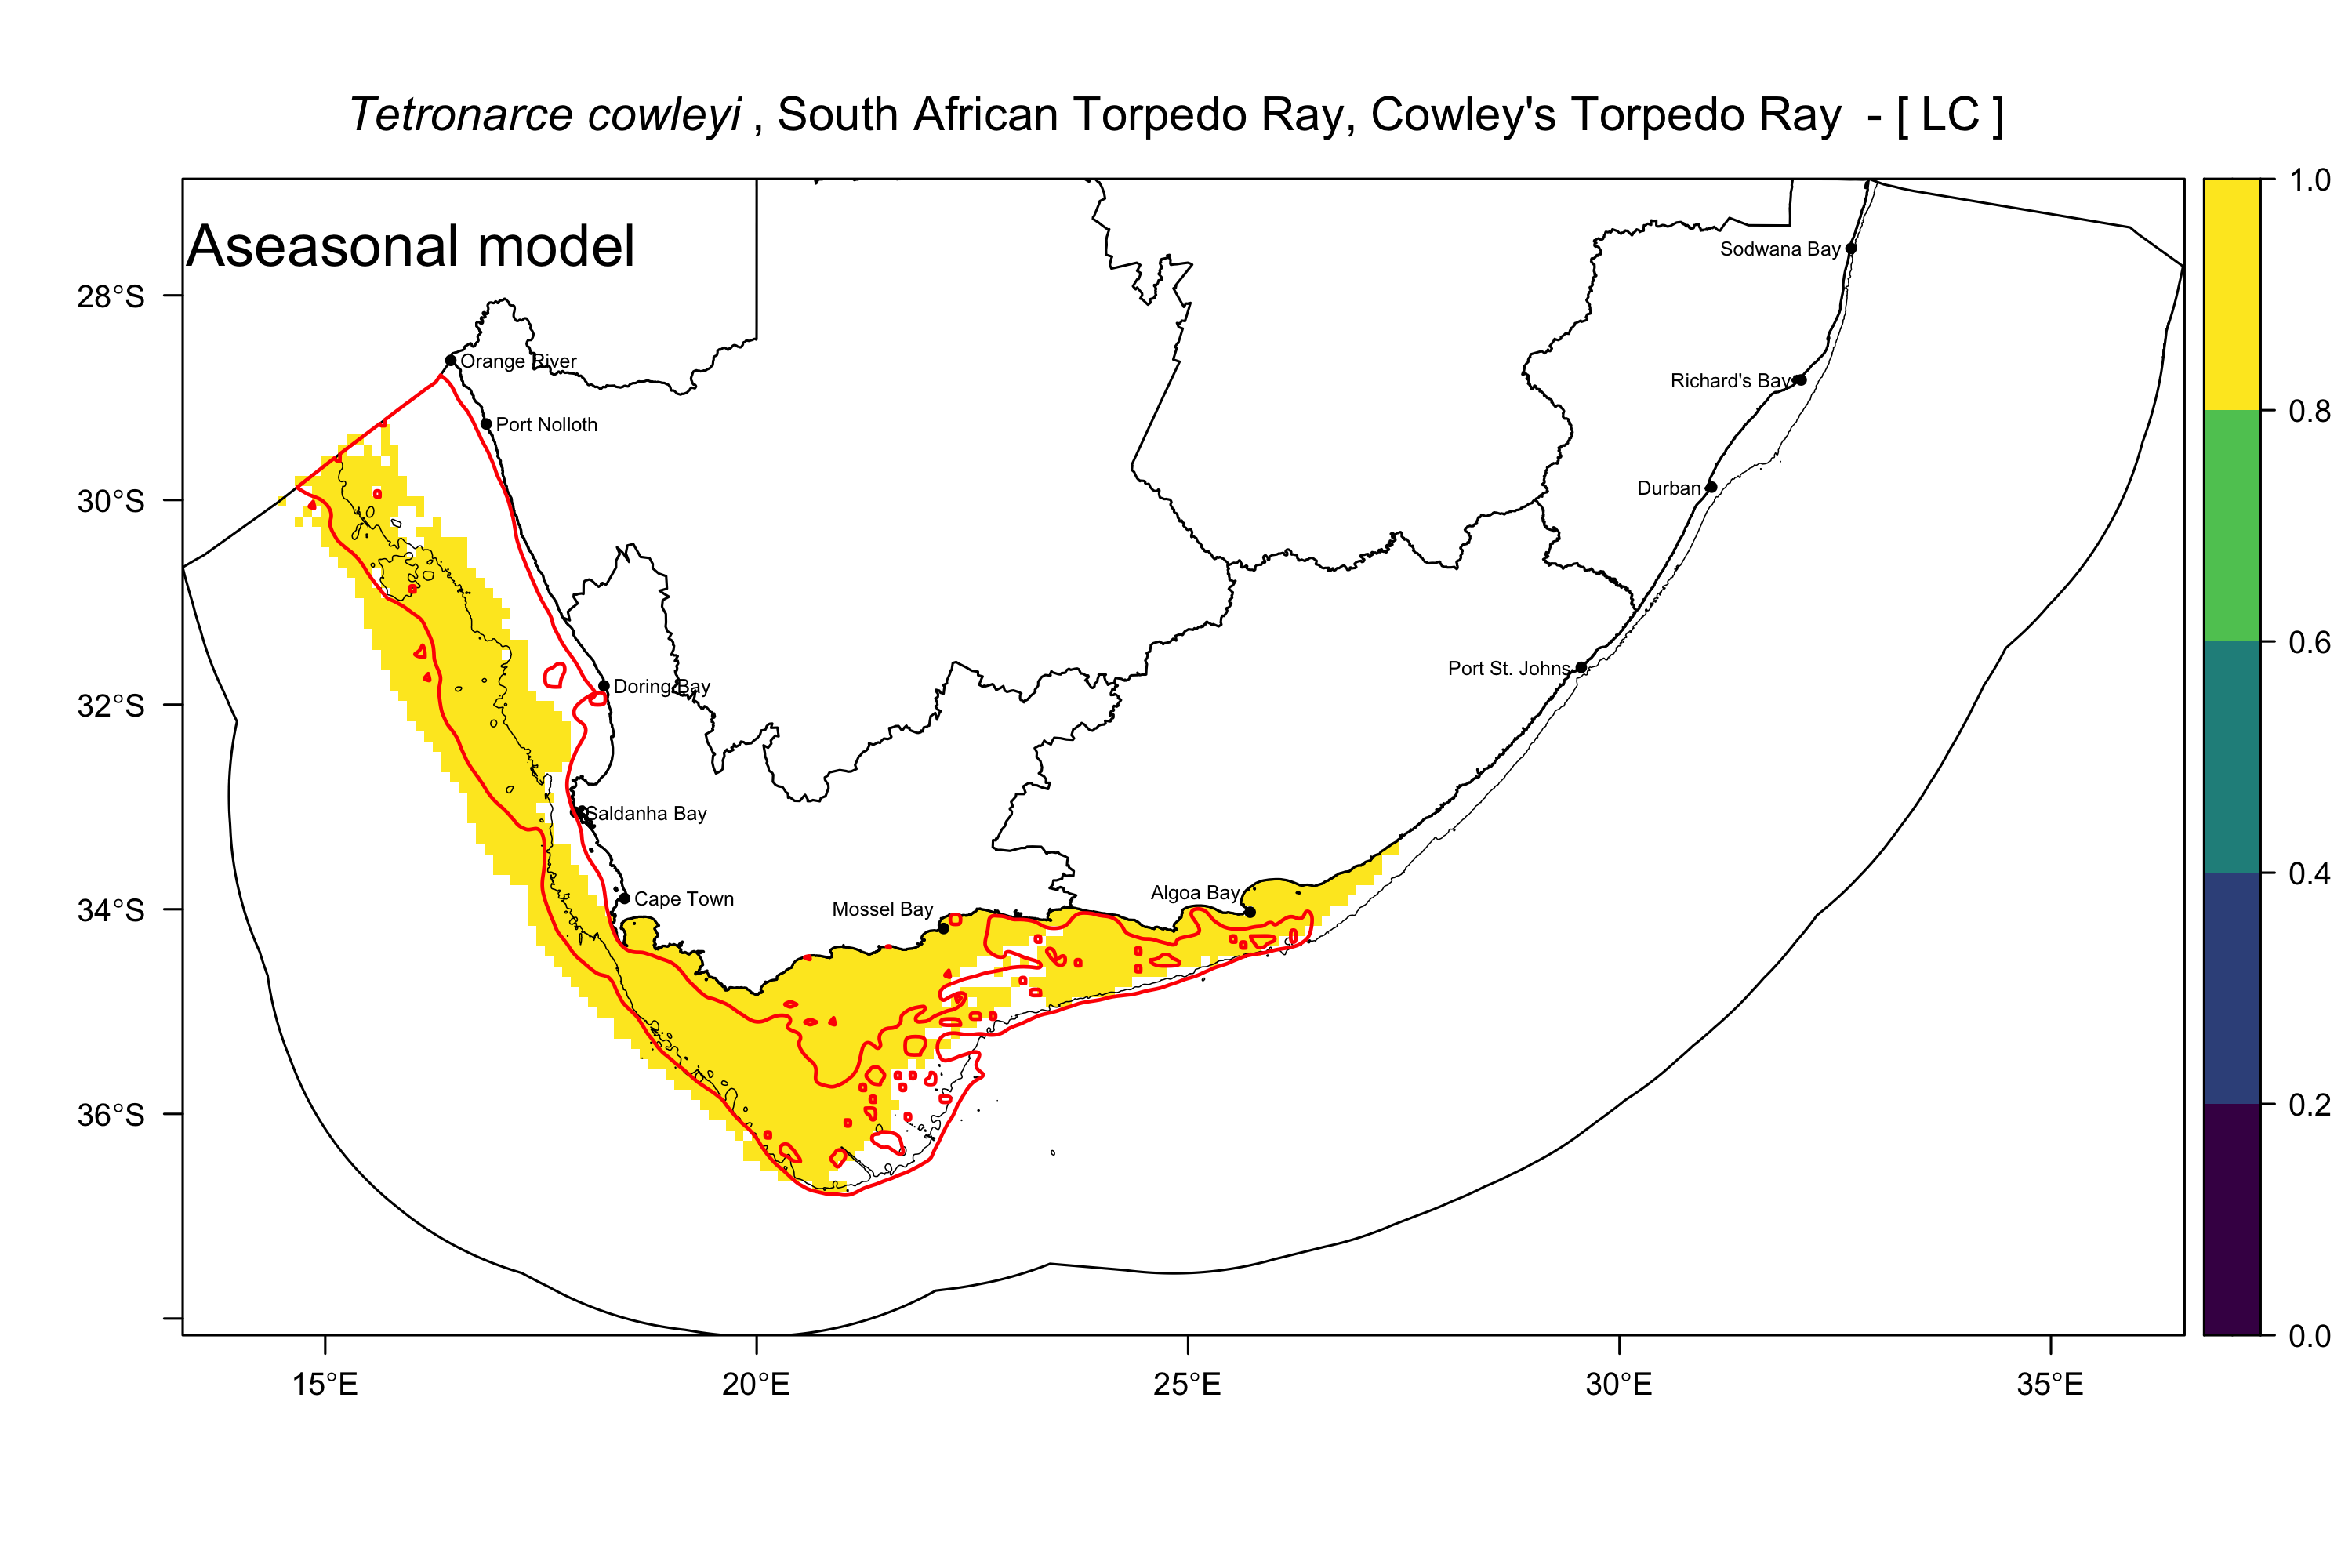 Tetronarce cowleyi , South African Torpedo Ray, Cowley's Torpedo Ray - [ LC ]
Aseasonal model
1.0
0.8
0.6
0.4
0.2
0.0
28°S
30°S
32°S
34°S
36°S
15°E
20°E
25°E
30°E
35°E
Sodwana Bay
Orange River
Richard's Bay
Port Nolloth
Durban
Port St. Johns
Doring Bay
Saldanha Bay
Algoa Bay
Cape Town
Mossel Bay